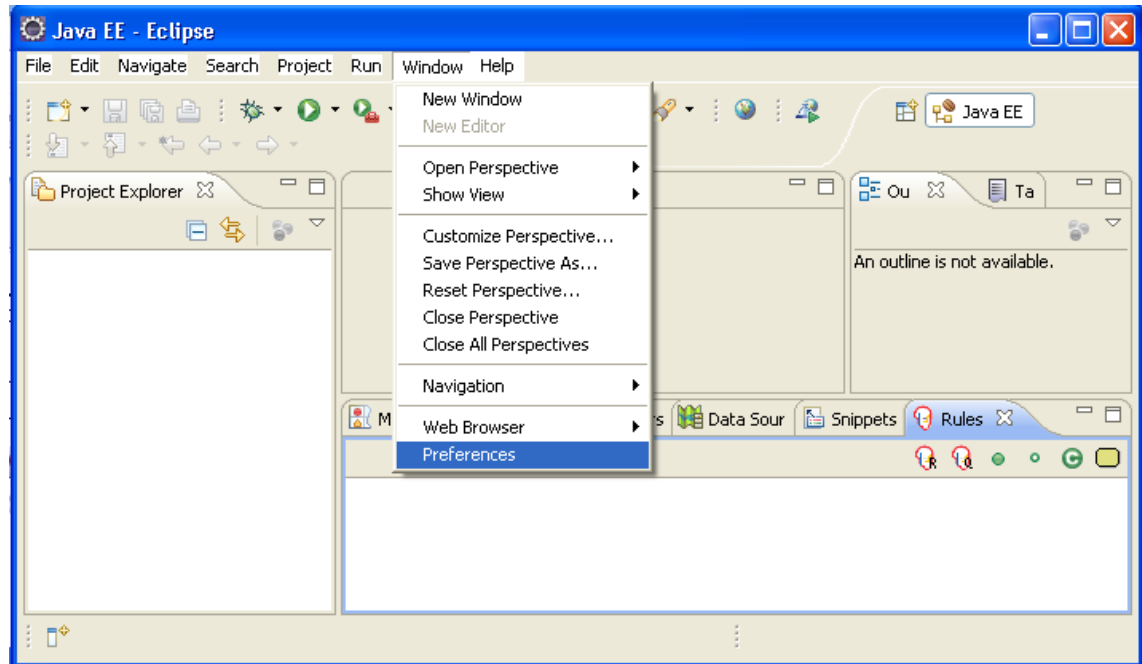 Java EE - Eclipse
File Edit Navigate Search Project Run Window Help
New Window
New Editor
Open Perspective
Show View
Customize Perspective...
Save Perspective As...
Reset Perspective...
Close Perspective
Close All Perspectives
Navigation
Web Browser
Preferences
Java EE
Project Explorer
Ou Ta
An outline is not available.
M s Data Sour Snippets Rules